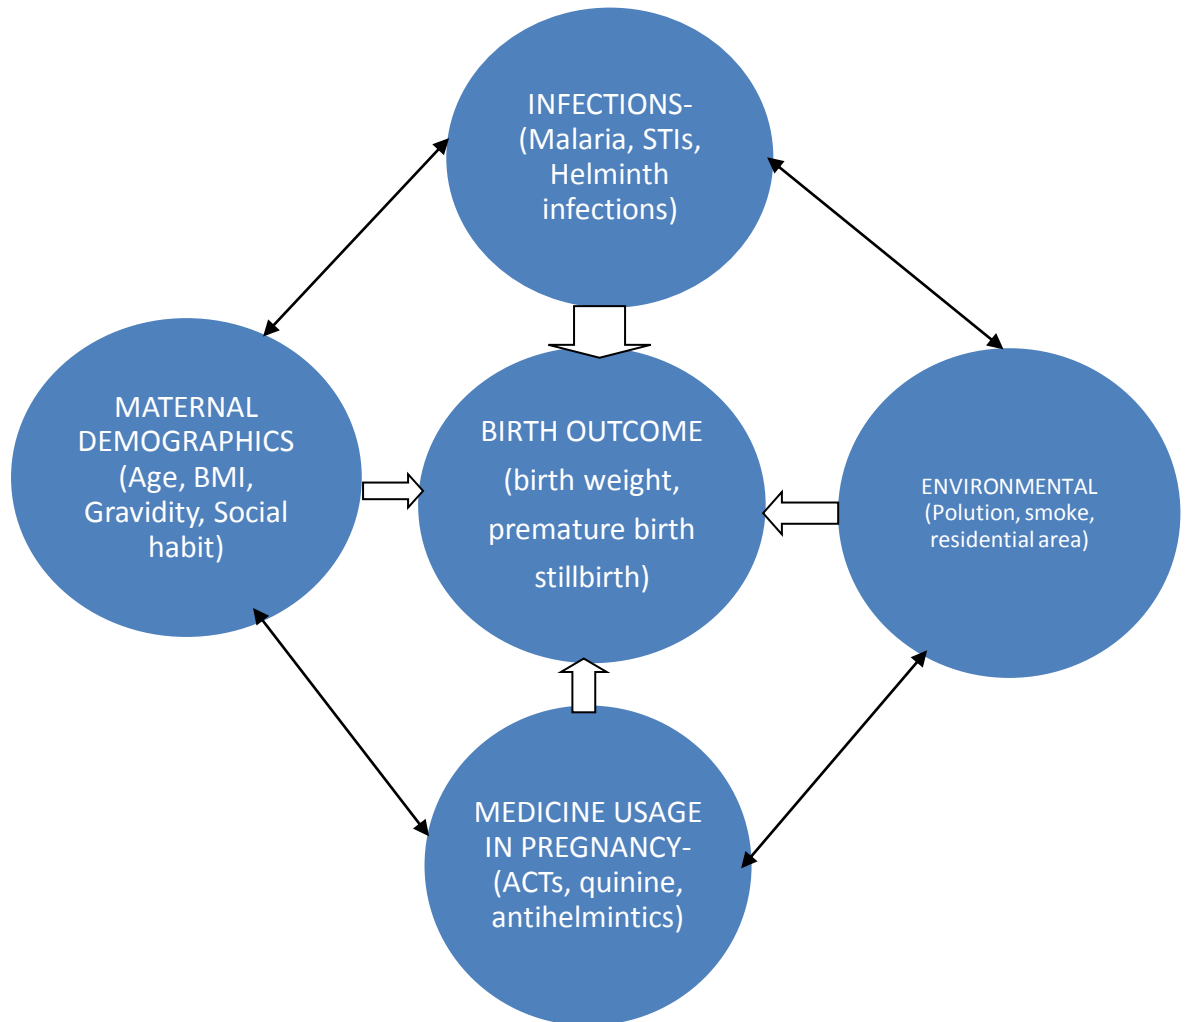 INFECTIONS-
(Malaria, STIs,
Helminth
infections)
MATERNAL
DEMOGRAPHICS
(Age, BMI,
Gravidity, Social
habit)
BIRTH OUTCOME
(birth weight,
premature birth
stillbirth)
ENVIRONMENTAL
(Polution, smoke,
residential area)
MEDICINE USAGE
IN PREGNANCY-
(ACTs, quinine,
antihelmintics)